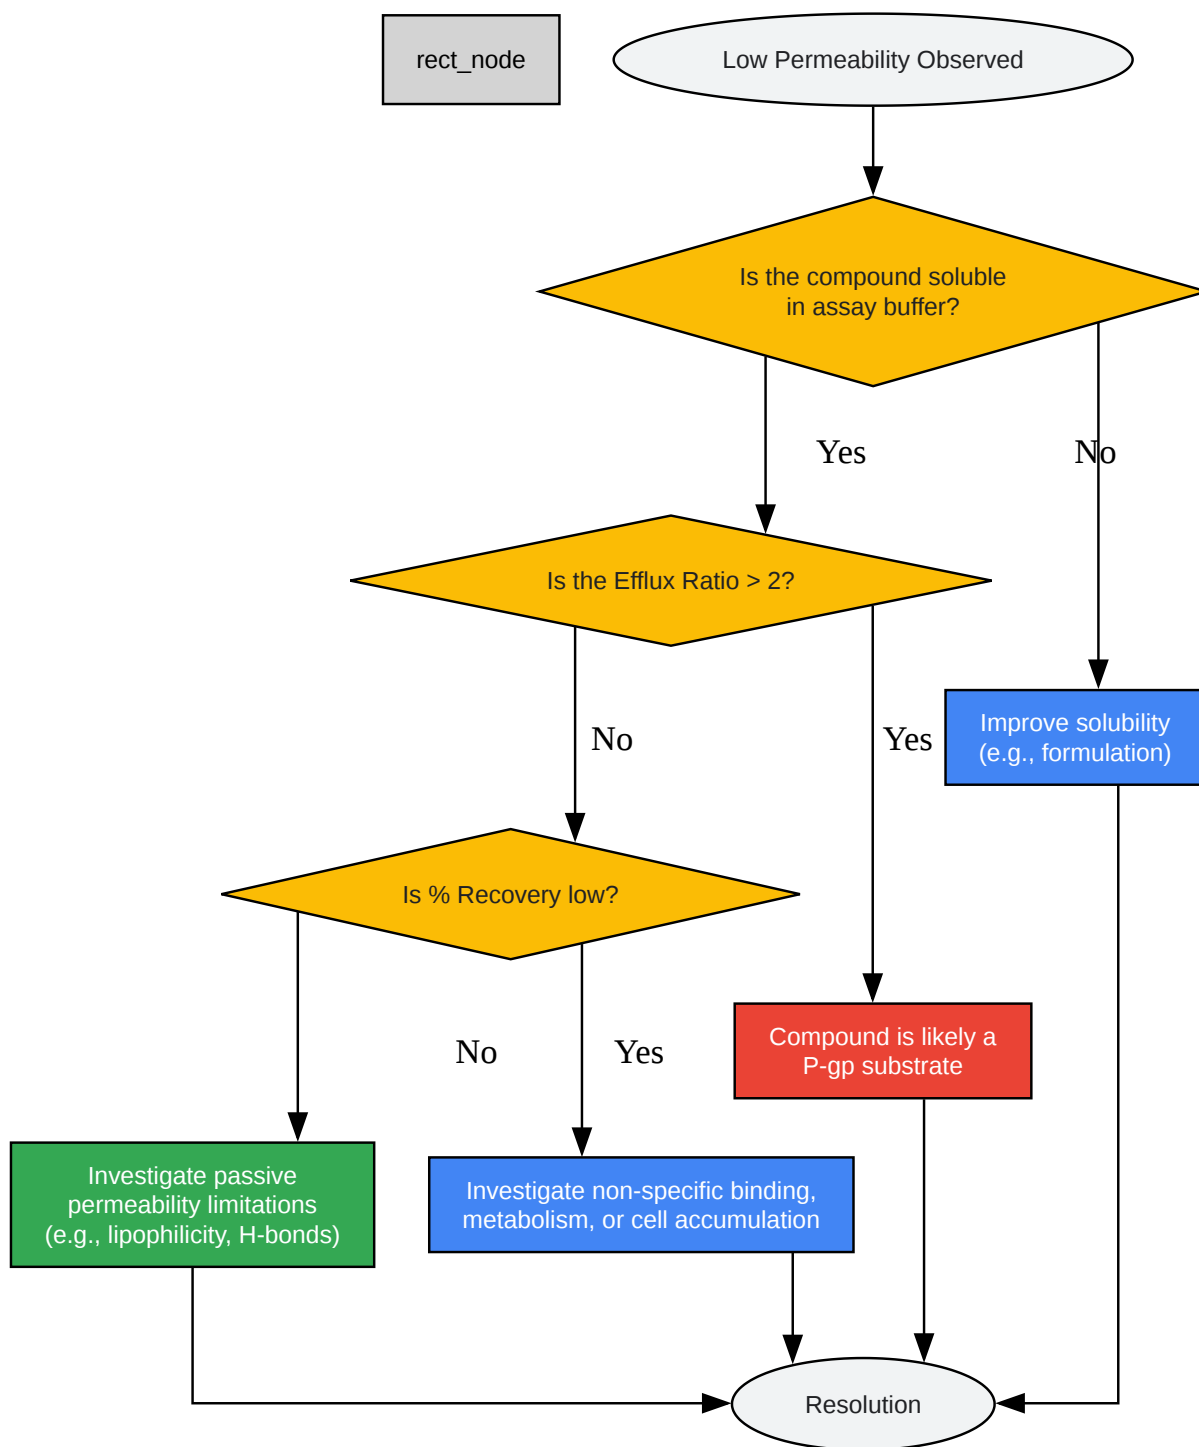 rect_node
Low Permeability Observed
Is the compound soluble
in assay buffer?
Yes
No
Is the Efflux Ratio > 2?
No
Yes
Improve solubility
(e.g., formulation)
Is % Recovery low?
No
Yes
Compound is likely a
P-gp substrate
Investigate passive
permeability limitations
(e.g., lipophilicity, H-bonds)
Investigate non-specific binding,
metabolism, or cell accumulation
Resolution